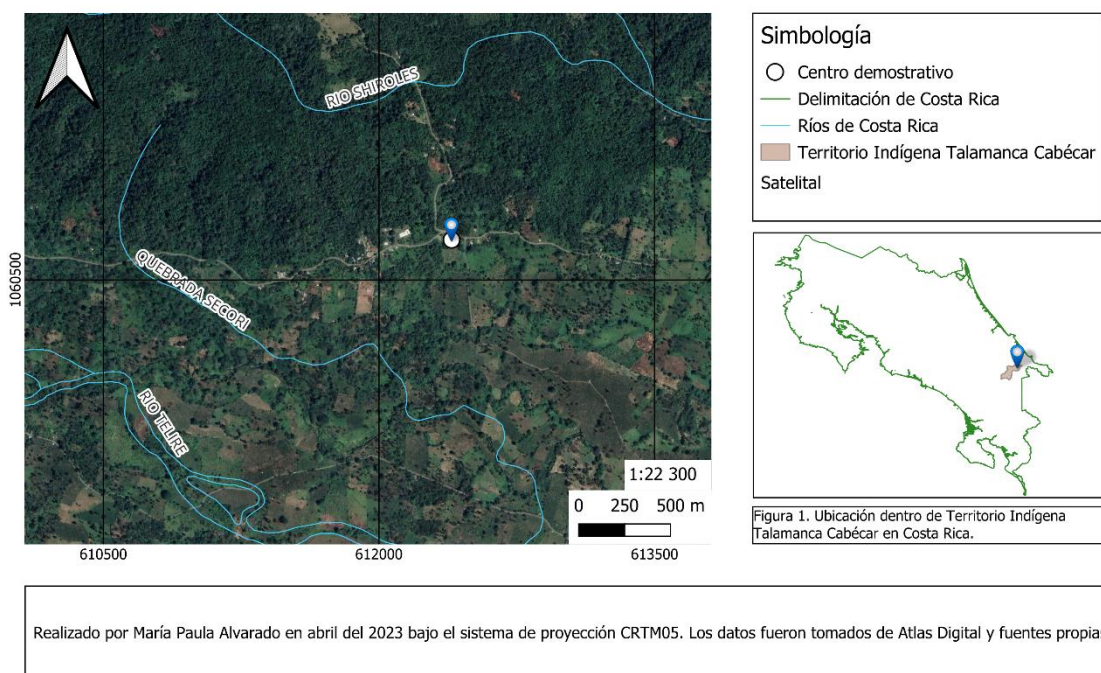 RIO SHIROLES
QUEBRADA SECORI
RIO TELIRE
1060500
1:22 300
0 250 500 m
610500 612000 613500
Simbología
Centro demostrativo
Delimitación de Costa Rica
Ríos de Costa Rica
Territorio Indígena Talamanca Cabécar
Satelital
Figura 1. Ubicación dentro de Territorio Indígena
Talamanca Cabécar en Costa Rica.
Realizado por María Paula Alvarado en abril del 2023 bajo el sistema de proyección CRTM05. Los datos fueron tomados de Atlas Digital y fuentes propia